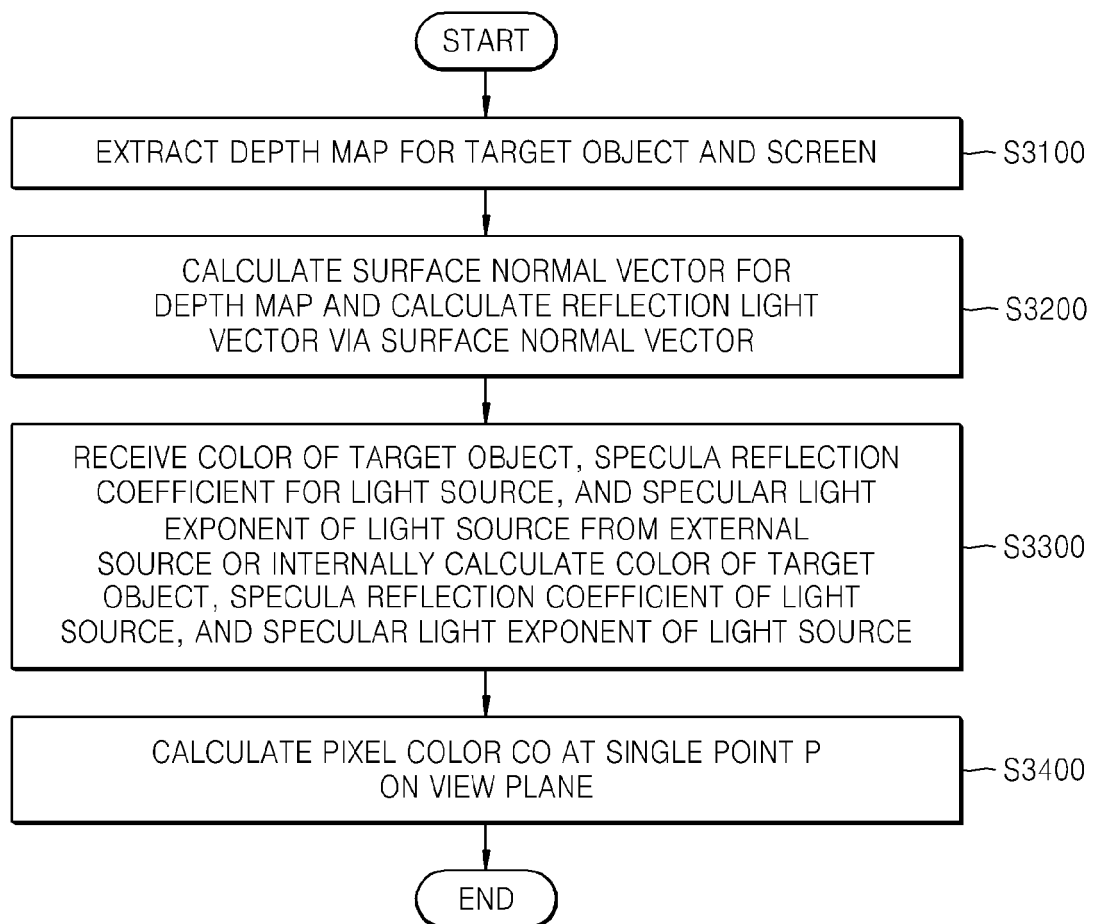 START
EXTRACT DEPTH MAP FOR TARGET OBJECT AND SCREEN
S3100
CALCULATE SURFACE NORMAL VECTOR FOR
DEPTH MAP AND CALCULATE REFLECTION LIGHT
VECTOR VIA SURFACE NORMAL VECTOR
S3200
RECEIVE COLOR OF TARGET OBJECT, SPECULA REFLECTION
COEFFICIENT FOR LIGHT SOURCE, AND SPECULAR LIGHT
EXPONENT OF LIGHT SOURCE FROM EXTERNAL
SOURCE OR INTERNALLY CALCULATE COLOR OF TARGET
OBJECT, SPECULA REFLECTION COEFFICIENT OF LIGHT
SOURCE, AND SPECULAR LIGHT EXPONENT OF LIGHT SOURCE
S3300
CALCULATE PIXEL COLOR CO AT SINGLE POINT P
ON VIEW PLANE
S3400
END